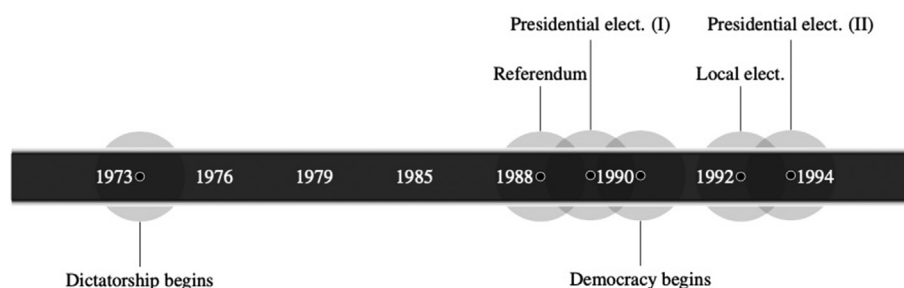 Presidential elect. (I) Presidential elect. (II)
Referendum Local elect.
1973 1976 1979 1985 1988 1990 1992 1994
Dictatorship begins Democracy begins